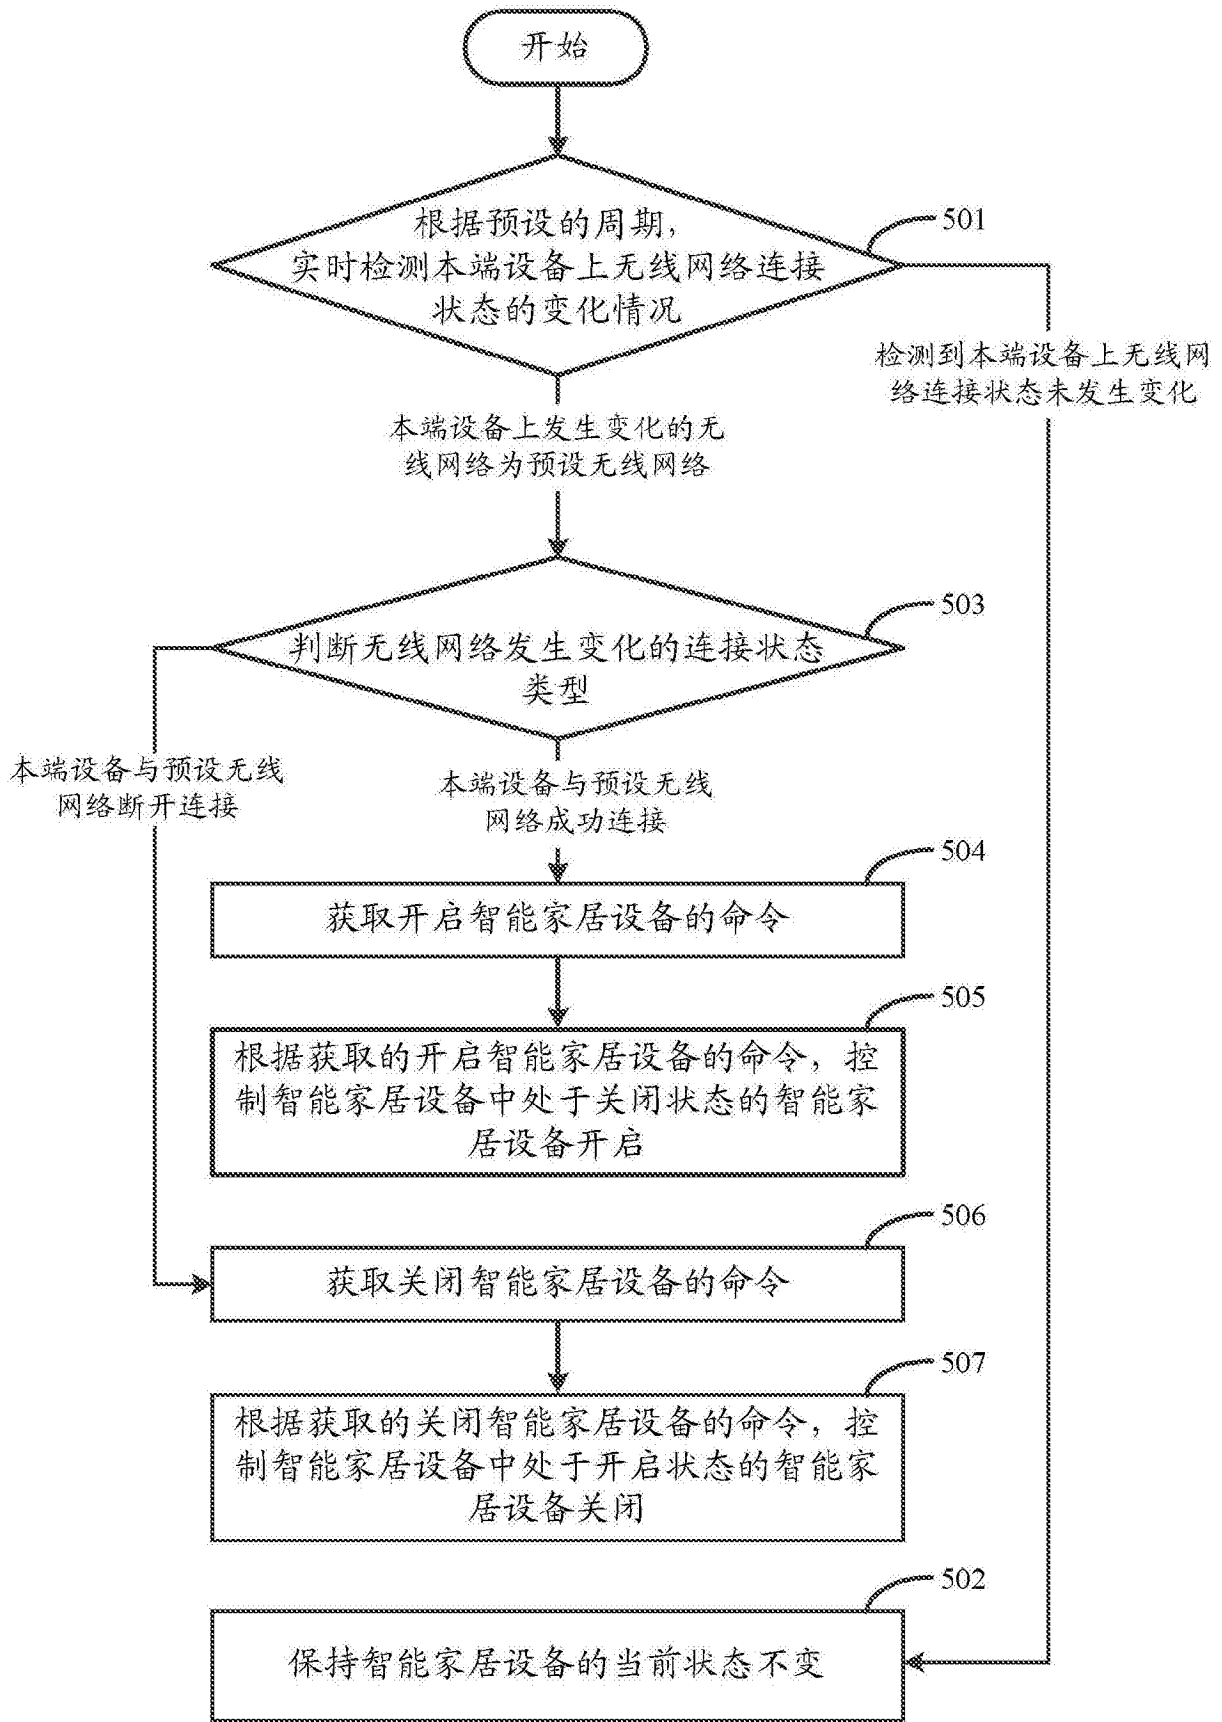 开始
根据预设的周期，
实时检测本端设备上无线网络连接
状态的变化情况
501
检测到本端设备上无线网
络连接状态未发生变化
本端设备上发生变化的无
线网络为预设无线网络
503
判断无线网络发生变化的连接状态
类型
本端设备与预设无线
网络断开连接
本端设备与预设无线
网络成功连接
504
获取开启智能家居设备的命令
505
根据获取的开启智能家居设备的命令，控
制智能家居设备中处于关闭状态的智能家
居设备开启
506
获取关闭智能家居设备的命令
507
根据获取的关闭智能家居设备的命令，控
制智能家居设备中处于开启状态的智能家
居设备关闭
502
保持智能家居设备的当前状态不变